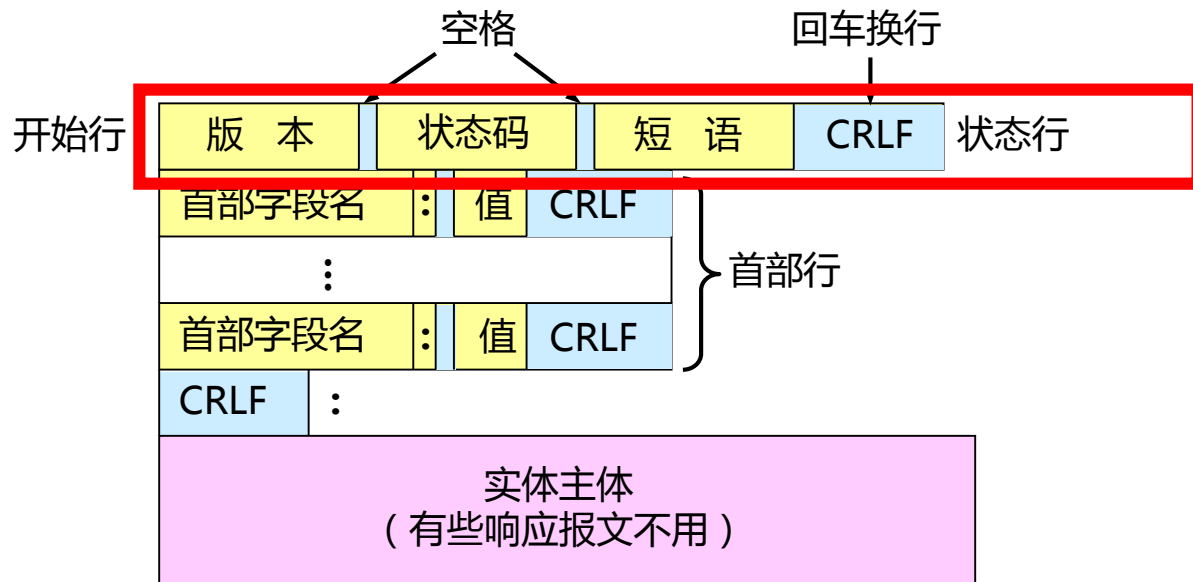 空格 回车换行
开始行 版 本 状态码 短 语 CRLF 状态行
首部字段名 : 值 CRLF
⋮ 首部行
首部字段名 : 值 CRLF
CRLF :
实体主体
（有些响应报文不用）